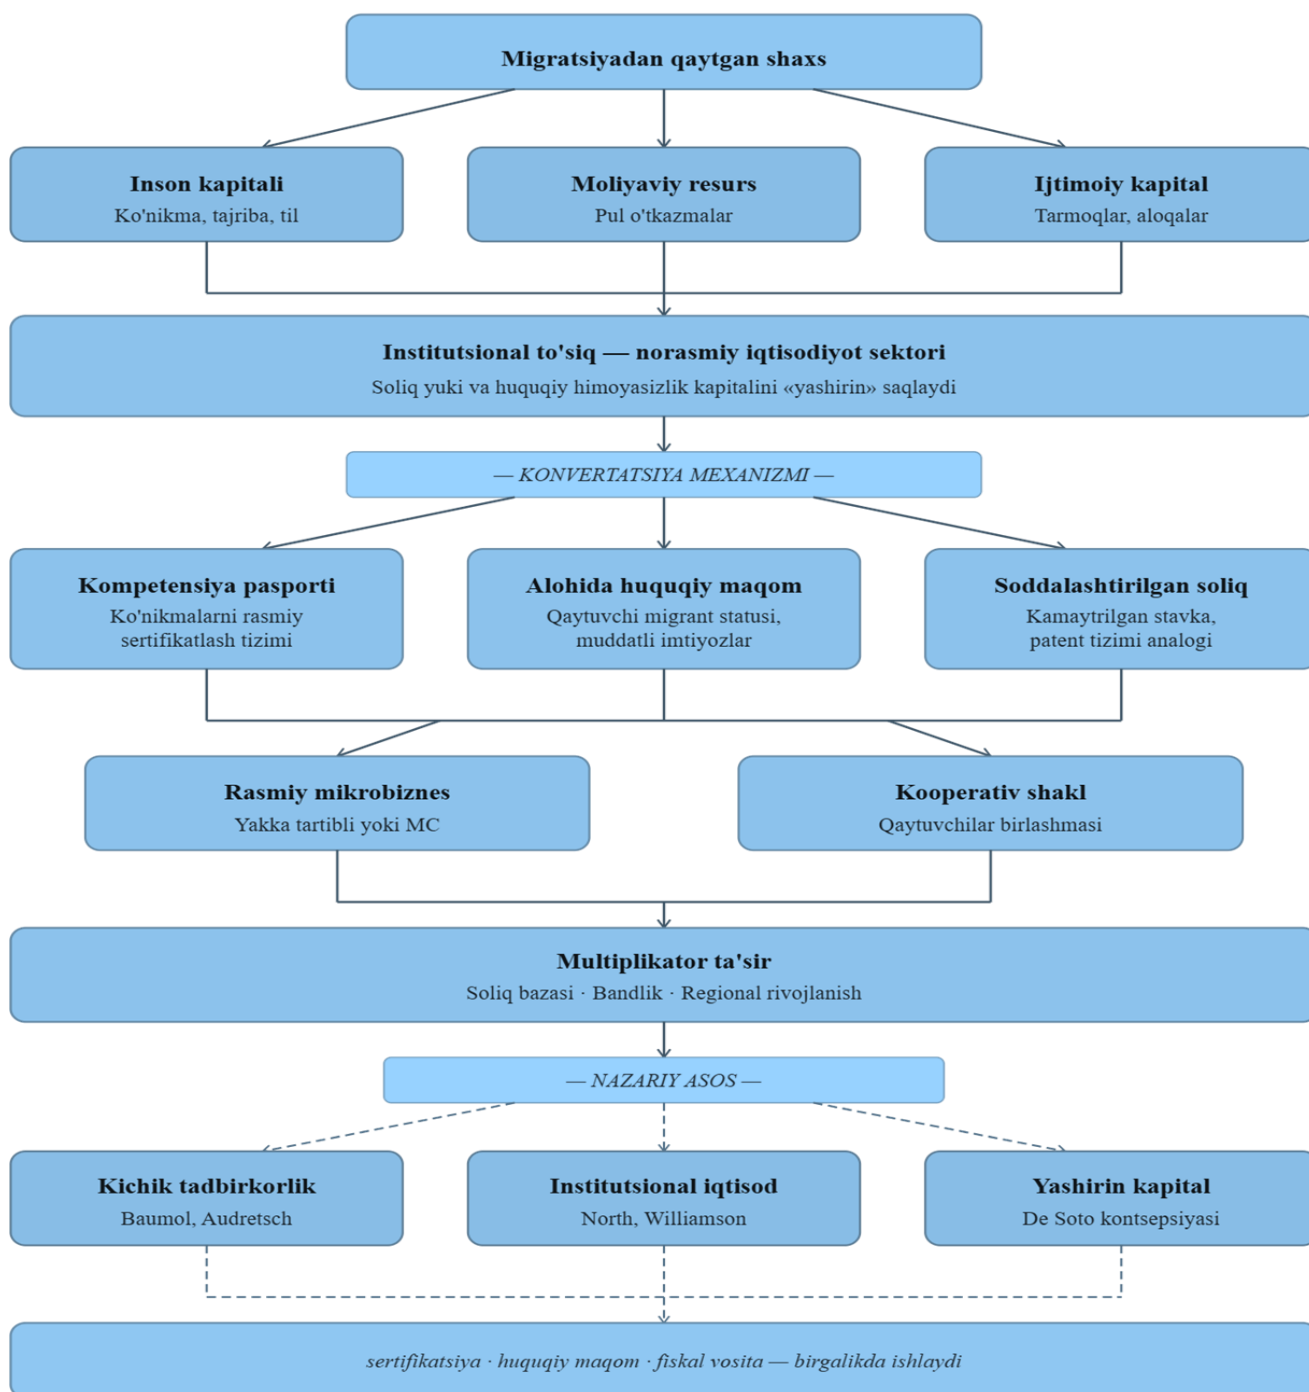 Migratsiyadan qaytgan shaxs
Inson kapitali
Ko'nikma, tajriba, til
Moliyaviy resurs
Pul o'tkazmalar
Ijtimoiy kapital
Tarmoqlar, aloqalar
Institutsional to'siq — norasmiy iqtisodiyot sektori
Soliq yuki va huquqiy himoyasizlik kapitalini «yashirin» saqlaydi
— KONVERTATSIYA MEXANIZMI —
Kompetensiya pasporti
Ko'nikmalarni rasmiy
sertifikatlash tizimi
Alohida huquqiy maqom
Qaytuvchi migrant statusi,
muddatli imtiyozlar
Soddalashtirilgan soliq
Kamaytrilgan stavka,
patent tizimi analogi
Rasmiy mikrobiznes
Yakka tartibli yoki MC
Kooperativ shakl
Qaytuvchilar birlashmasi
Multiplikator ta'sir
Soliq bazasi · Bandlik · Regional rivojlanish
— NAZARIY ASOS —
Kichik tadbirkorlik
Baumol, Audretsch
Institutsional iqtisod
North, Williamson
Yashirin kapital
De Soto kontsepsiyasi
sertifikatsiya · huquqiy maqom · fiskal vosita — birgalikda ishlaydi